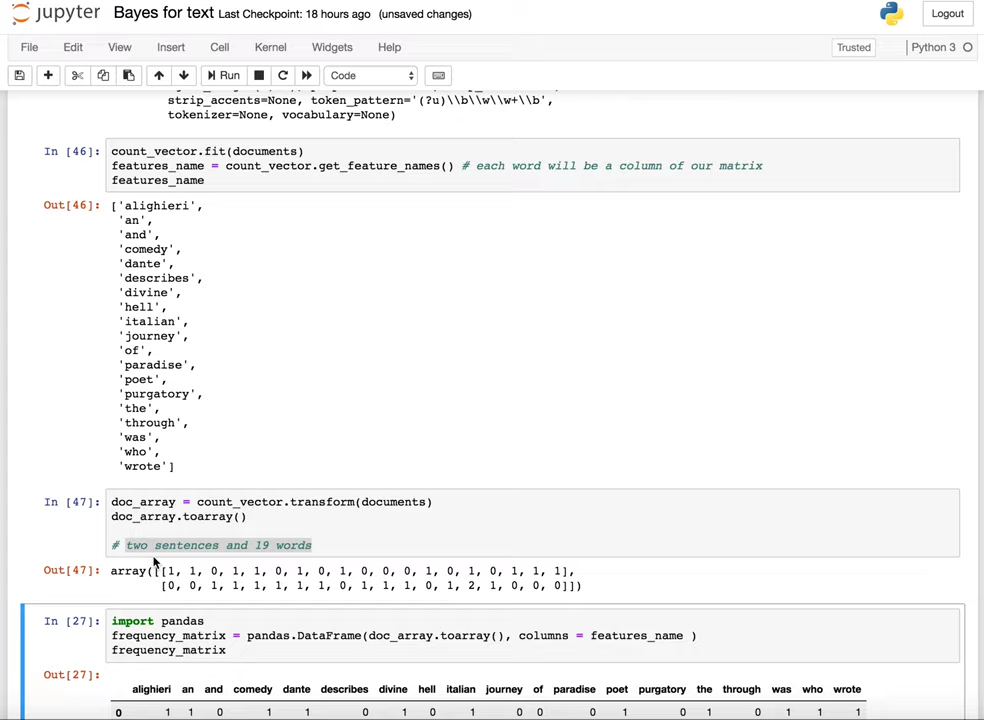 jupyter Bayes for text Last Checkpoint: 18 hours ago (unsaved changes) Logout
File Edit View Insert Cell Kernel Widgets Help Trusted Python 3
Run Code
strip_accents=None, token_pattern='(?u)\\b\\w\\w+\\b',
tokenizer=None, vocabulary=None)
In [46]: count_vector.fit(documents)
features_name = count_vector.get_feature_names() # each word will be a column of our matrix
features_name
Out[46]: ['alighieri',
'an',
'and',
'comedy',
'dante',
'describes',
'divine',
'hell',
'italian',
'journey',
'of',
'paradise',
'poet',
'purgatory',
'the',
'through',
'was',
'who',
'wrote']
In [47]: doc_array = count_vector.transform(documents)
doc_array.toarray()
# two sentences and 19 words
Out[47]: array([[1, 1, 0, 1, 1, 0, 1, 0, 1, 0, 0, 0, 1, 0, 1, 0, 1, 1, 1],
[0, 0, 1, 1, 1, 1, 1, 1, 0, 1, 1, 1, 0, 1, 2, 1, 0, 0, 0]])
In [27]: import pandas
frequency_matrix = pandas.DataFrame(doc_array.toarray(), columns = features_name )
frequency_matrix
Out[27]:
alighieri an and comedy dante describes divine hell italian journey of paradise poet purgatory the through was who wrote
0 1 1 0 1 1 0 1 0 1 0 0 0 1 0 1 0 1 1 1